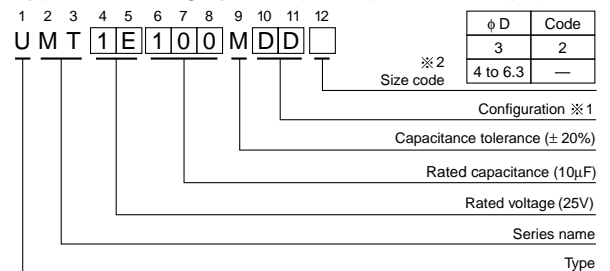 1 2 3 4 5 6 7 8 9 10 11 12
U M T 1 E 1 0 0 M D D
φ D Code
3 2
4 to 6.3 —
※2
Size code
Configuration ※1
Capacitance tolerance (± 20%)
Rated capacitance (10μF)
Rated voltage (25V)
Series name
Type